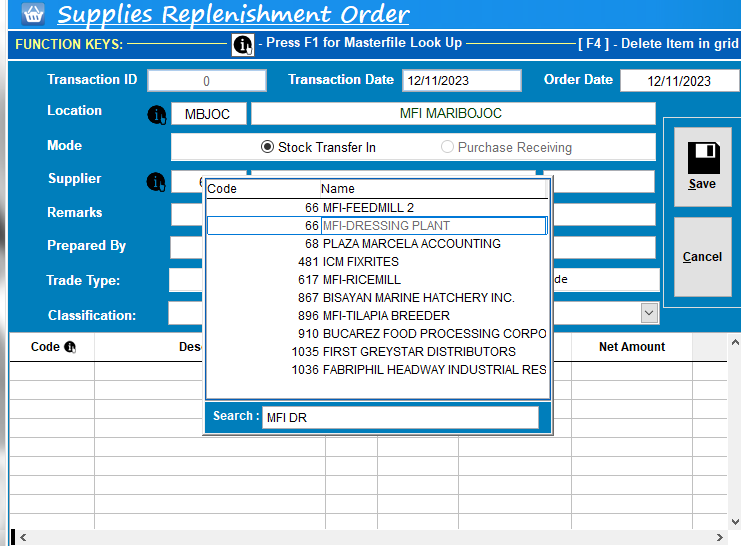 Supplies Replenishment Order
FUNCTION KEYS: - Press F1 for Masterfile Look Up [ F4 ] - Delete Item in grid
Transaction ID 0 Transaction Date 12/11/2023 Order Date 12/11/2023
Location MBJOC MFI MARIBOJOC
Mode Stock Transfer In Purchase Receiving
Supplier
Remarks
Prepared By
Trade Type: de
Classification:
Save
Cancel
Code Name
66 MFI-FEEDMILL 2
66 MFI-DRESSING PLANT
68 PLAZA MARCELA ACCOUNTING
481 ICM FIXRITES
617 MFI-RICEMILL
867 BISAYAN MARINE HATCHERY INC.
896 MFI-TILAPIA BREEDER
910 BUCAREZ FOOD PROCESSING CORPO
1035 FIRST GREYSTAR DISTRIBUTORS
1036 FABRIPHIL HEADWAY INDUSTRIAL RES
Search : MFI DR
Code Des Net Amount